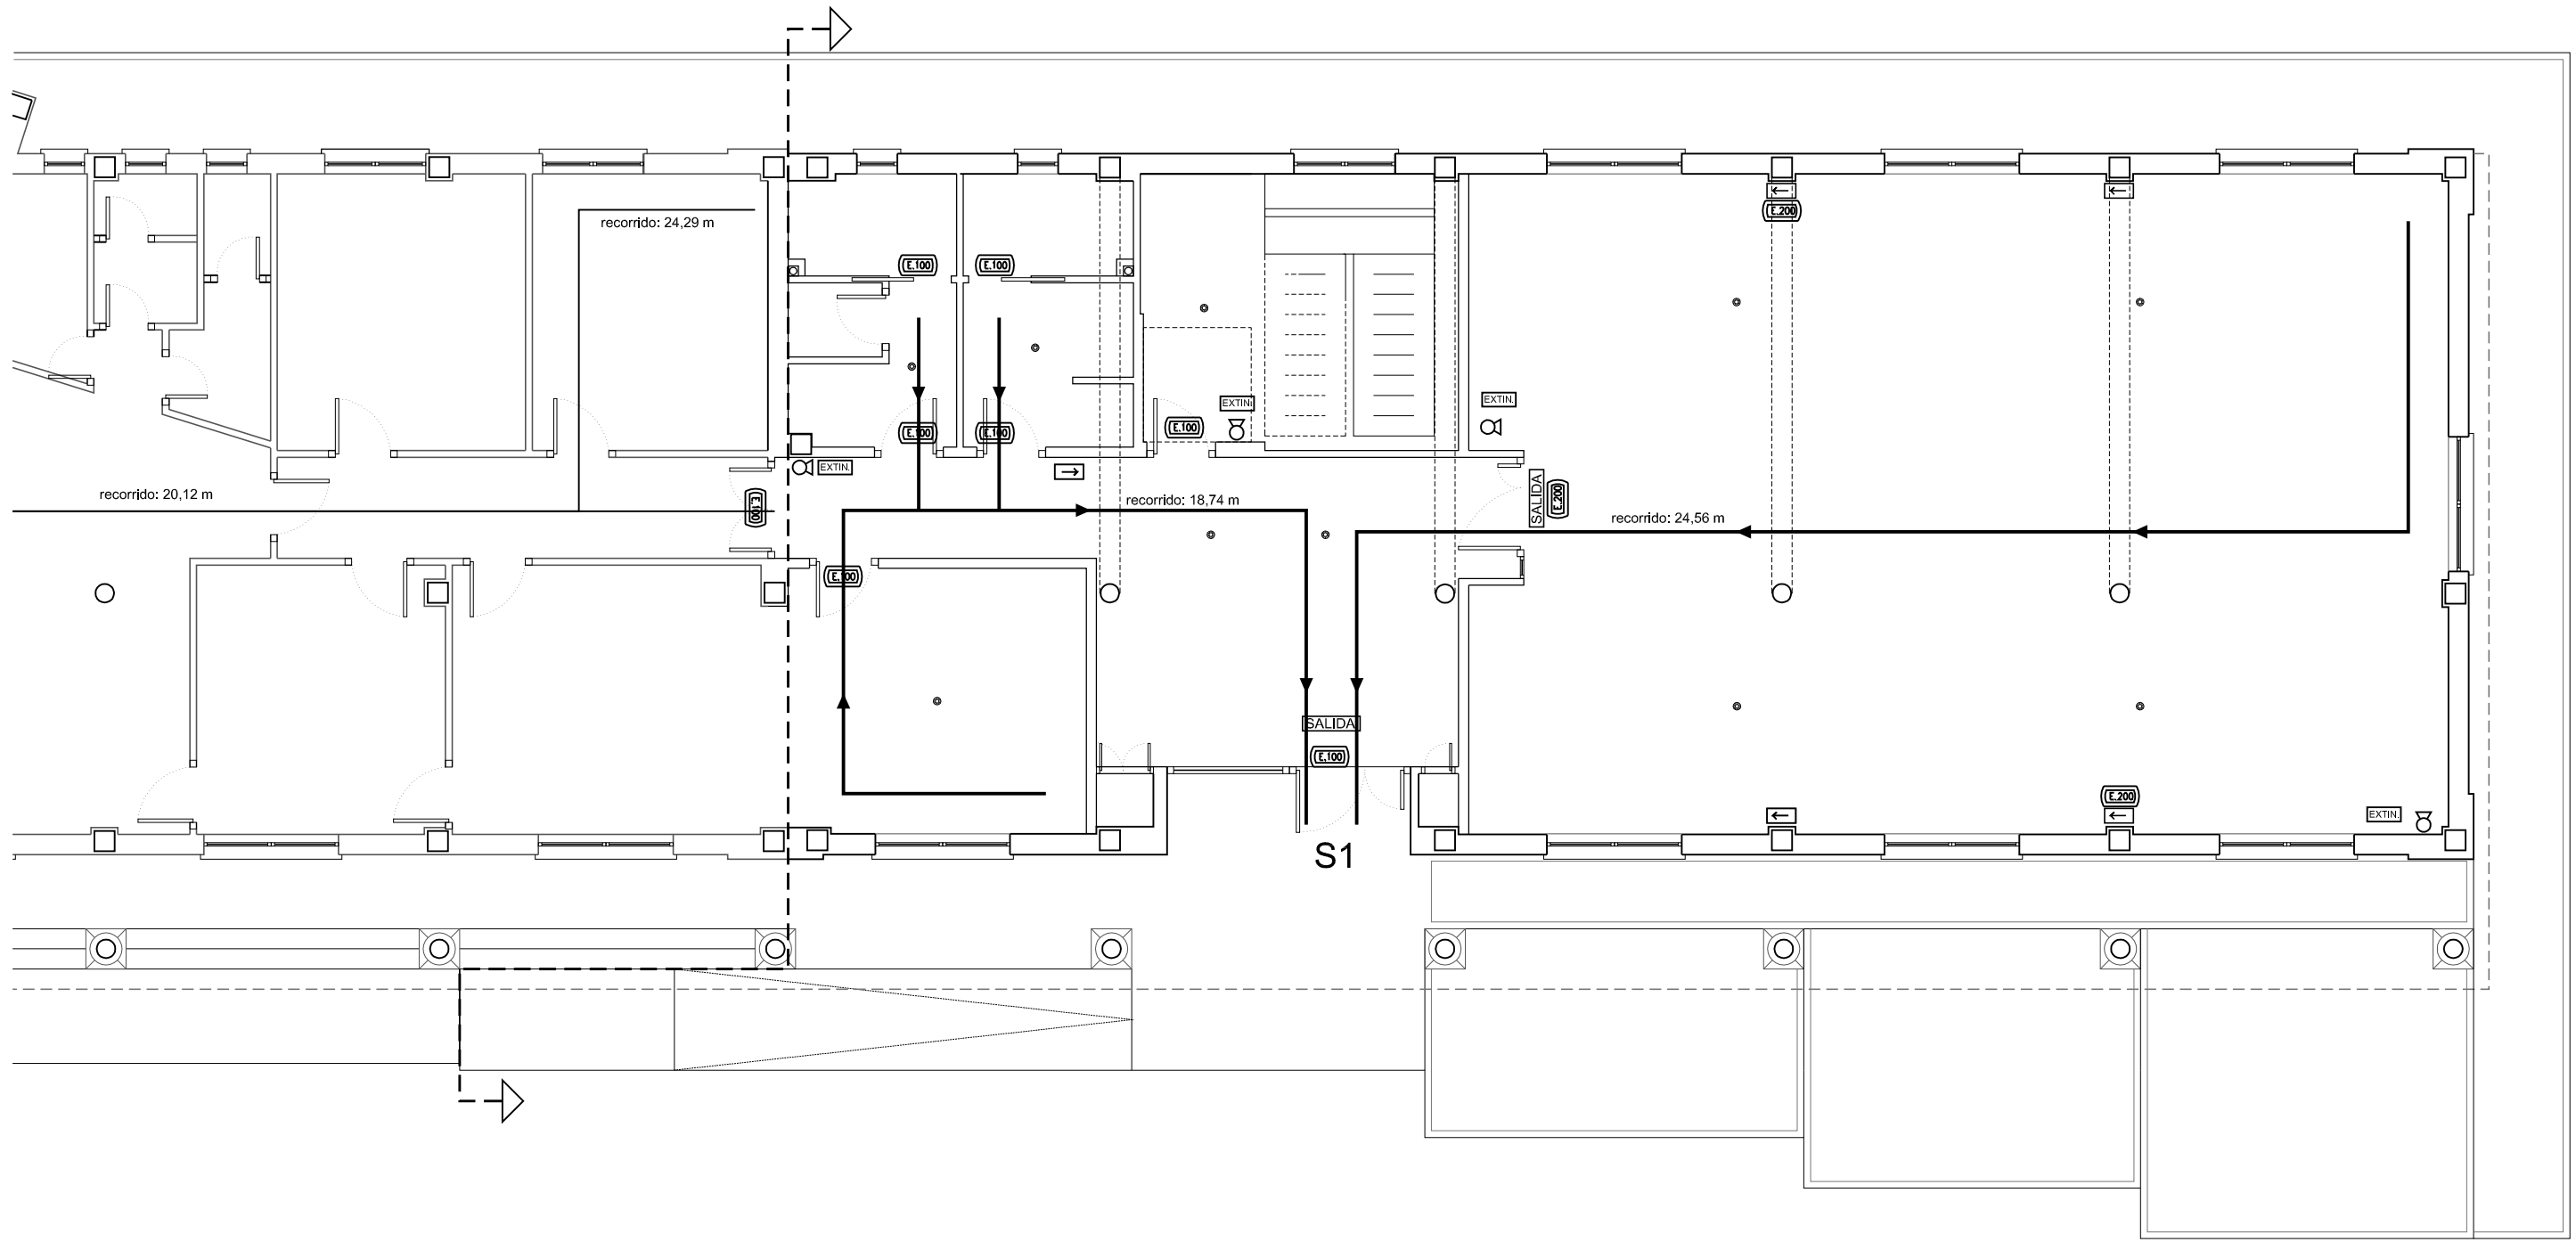 E.200
recorrido: 24,29 m
E.100
E.100
EXTIN.
EXTIN.
E.100
E.100
E.100
EXTIN.
recorrido: 20,12 m
E.100
recorrido: 18,74 m
SALIDA
E.200
recorrido: 24,56 m
E.100
SALIDA
E.100
E.200
EXTIN.
S1